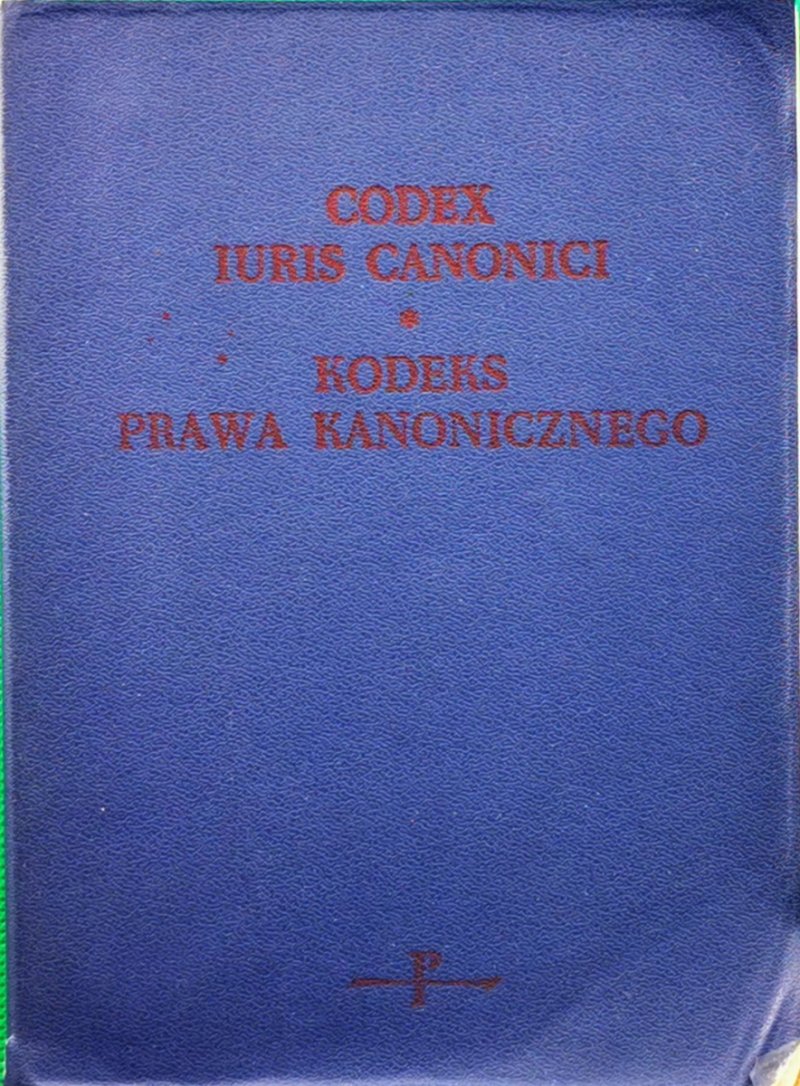 CODEX
IURIS CANONICI
*
KODEKS
PRAWA KANONICZNEGO
P